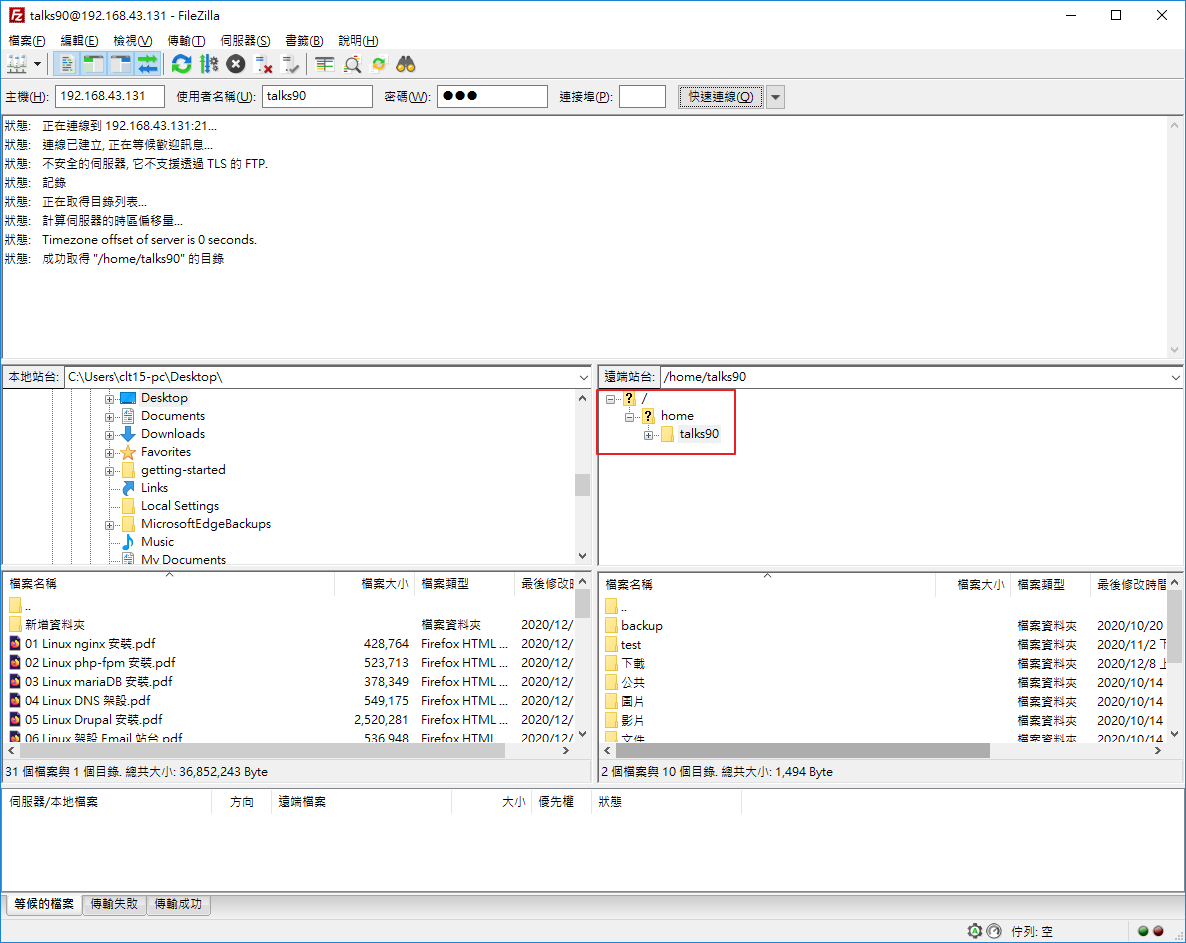 talks90@192.168.43.131 - FileZilla
檔案(F) 編輯(E) 檢視(V) 傳輸(T) 伺服器(S) 書籤(B) 說明(H)
主機(H): 192.168.43.131 使用者名稱(U): talks90 密碼(W): ●●● 連接埠(P): 快速連線(Q)
狀態: 正在連線到 192.168.43.131:21...
狀態: 連線已建立, 正在等候歡迎訊息...
狀態: 不安全的伺服器, 它不支援透過 TLS 的 FTP.
狀態: 記錄
狀態: 正在取得目錄列表...
狀態: 計算伺服器的時區偏移量...
狀態: Timezone offset of server is 0 seconds.
狀態: 成功取得 "/home/talks90" 的目錄
本地站台: C:\Users\clt15-pc\Desktop\
Desktop
Documents
Downloads
Favorites
getting-started
Links
Local Settings
MicrosoftEdgeBackups
Music
My Documents
遠端站台: /home/talks90
/
home
talks90
檔案名稱 檔案大小 檔案類型 最後修改時
..
新增資料夾 檔案資料夾 2020/12/
01 Linux nginx 安裝.pdf 428,764 Firefox HTML ... 2020/12/
02 Linux php-fpm 安裝.pdf 523,713 Firefox HTML ... 2020/12/
03 Linux mariaDB 安裝.pdf 378,349 Firefox HTML ... 2020/12/
04 Linux DNS 架設.pdf 549,175 Firefox HTML ... 2020/12/
05 Linux Drupal 安裝.pdf 2,520,281 Firefox HTML ... 2020/12/
06 Linux 架設 Email 站台.pdf 536,948 Firefox HTML ... 2020/12/
31 個檔案與 1 個目錄. 總共大小: 36,852,243 Byte
檔案名稱 檔案大小 檔案類型 最後修改時間
..
backup 檔案資料夾 2020/10/20
test 檔案資料夾 2020/11/2 下
下載 檔案資料夾 2020/12/8 上
公共 檔案資料夾 2020/10/14
圖片 檔案資料夾 2020/10/14
影片 檔案資料夾 2020/10/14
文件 檔案資料夾 2020/10/14
2 個檔案與 10 個目錄. 總共大小: 1,494 Byte
伺服器/本地檔案 方向 遠端檔案 大小 優先權 狀態
等候的檔案 傳輸失敗 傳輸成功
佇列: 空